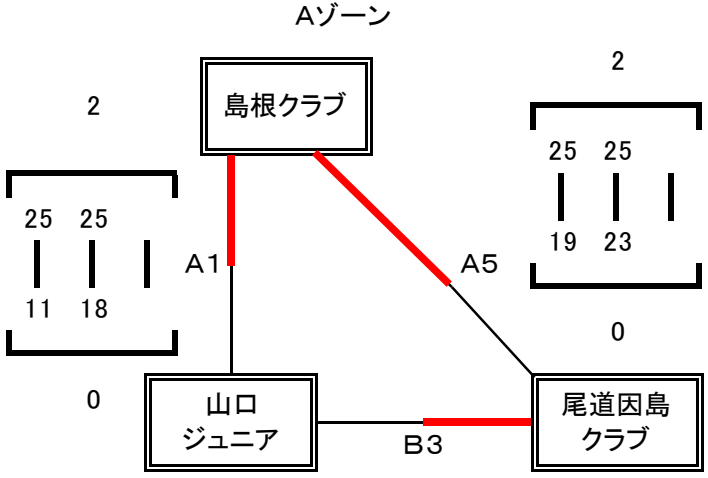 Aゾーン
島根クラブ
2
2
25 25
19 23
0
25 25
11 18
0
A1
A5
山口
ジュニア
B3
尾道因島
クラブ